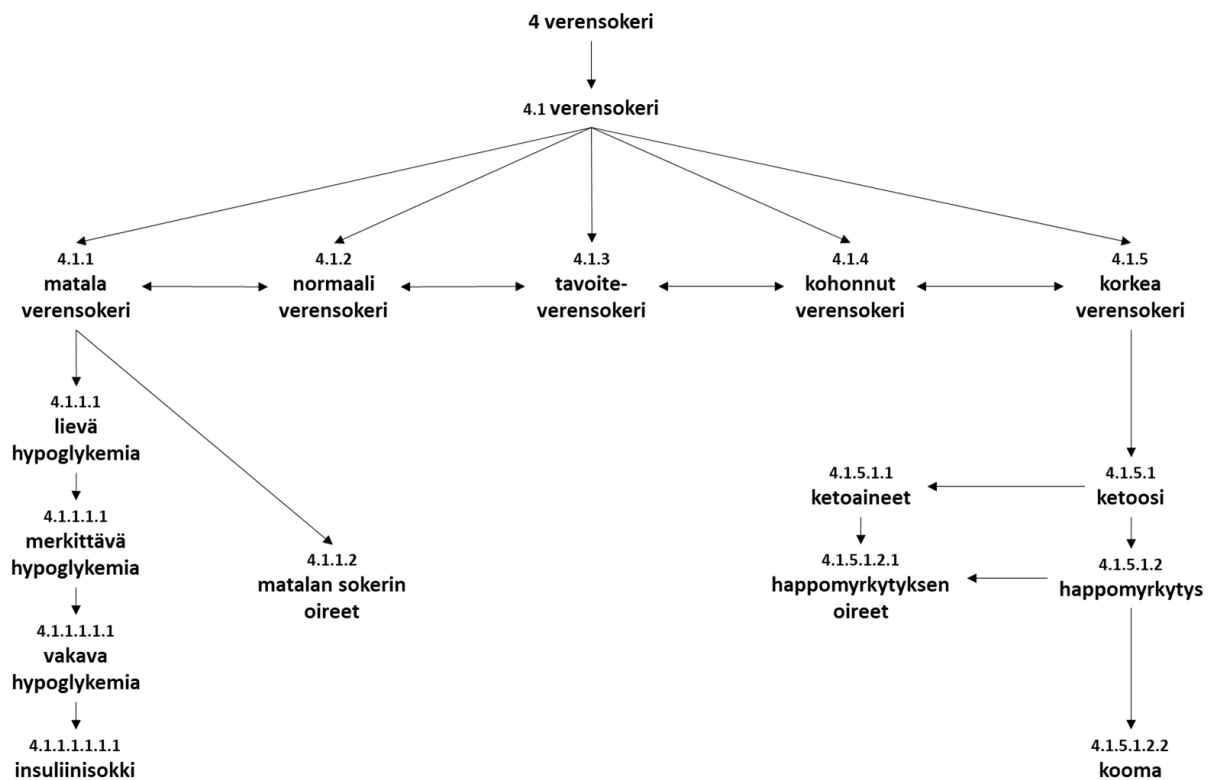 4 verensokeri
4.1 verensokeri
4.1.1
matala
verensokeri
4.1.2
normaali
verensokeri
4.1.3
tavoite-
verensokeri
4.1.4
kohonnut
verensokeri
4.1.5
korkea
verensokeri
4.1.1.1
lievä
hypoglykemia
4.1.1.1.1
merkittävä
hypoglykemia
4.1.1.1.1.1
vakava
hypoglykemia
4.1.1.1.1.1.1
insuliinisokki
4.1.1.2
matalan sokerin
oireet
4.1.5.1.1
ketoaineet
4.1.5.1.2.1
happomyrkytyksen
oireet
4.1.5.1
ketoosi
4.1.5.1.2
happomyrkytys
4.1.5.1.2.2
kooma